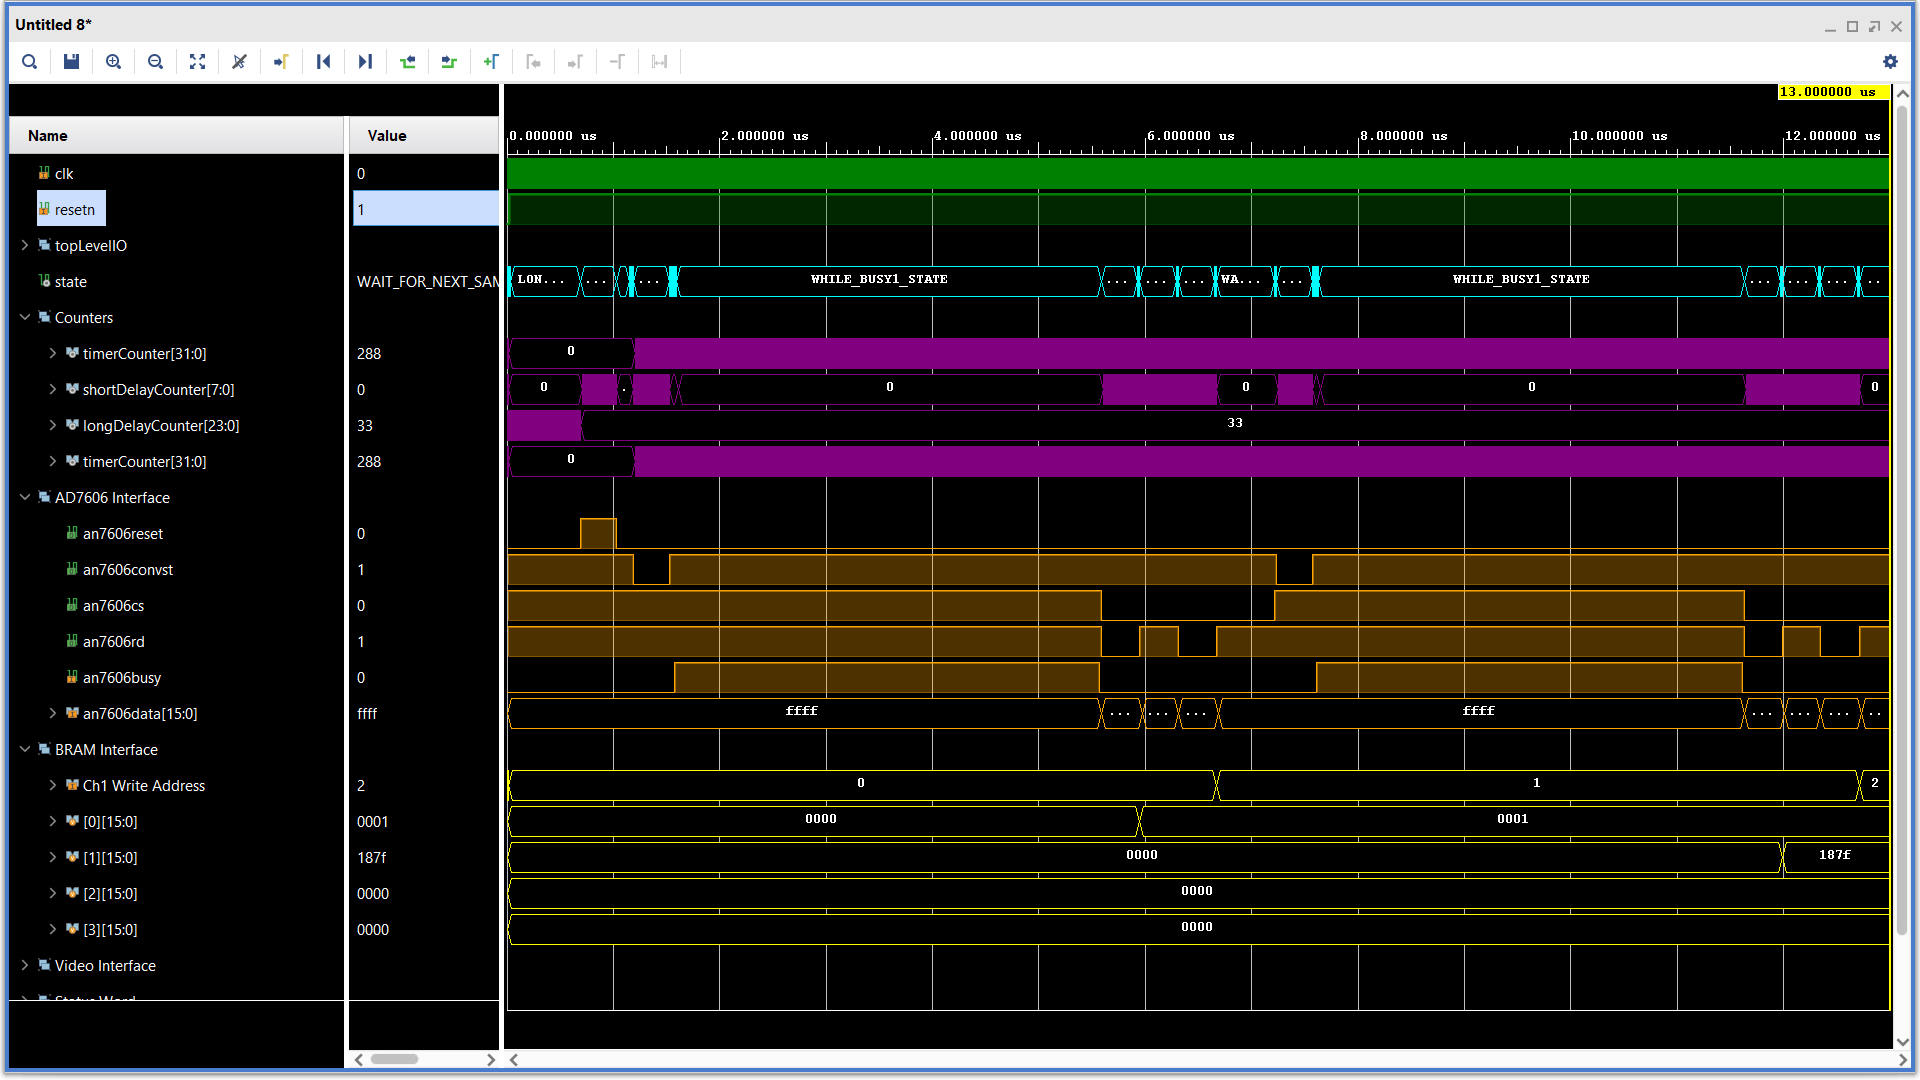 Untitled 8*
13.000000 us
Name Value
0.000000 us 2.000000 us 4.000000 us 6.000000 us 8.000000 us 10.000000 us 12.000000 us
clk 0
resetn 1
topLevelIO
state WAIT_FOR_NEXT_SAM LON... ... ... WHILE_BUSY1_STATE ... ... ... WA... ... WHILE_BUSY1_STATE ... ... ... ..
Counters
timerCounter[31:0] 288 0
shortDelayCounter[7:0] 0 0 . 0 0 0 0
longDelayCounter[23:0] 33 33
timerCounter[31:0] 288 0
AD7606 Interface
an7606reset 0
an7606convst 1
an7606cs 0
an7606rd 1
an7606busy 0
an7606data[15:0] ffff ffff ... ... ... ffff ... ... ... ..
BRAM Interface
Ch1 Write Address 2 0 1 2
[0][15:0] 0001 0000 0001
[1][15:0] 187f 0000 187f
[2][15:0] 0000 0000
[3][15:0] 0000 0000
Video Interface
Status Word